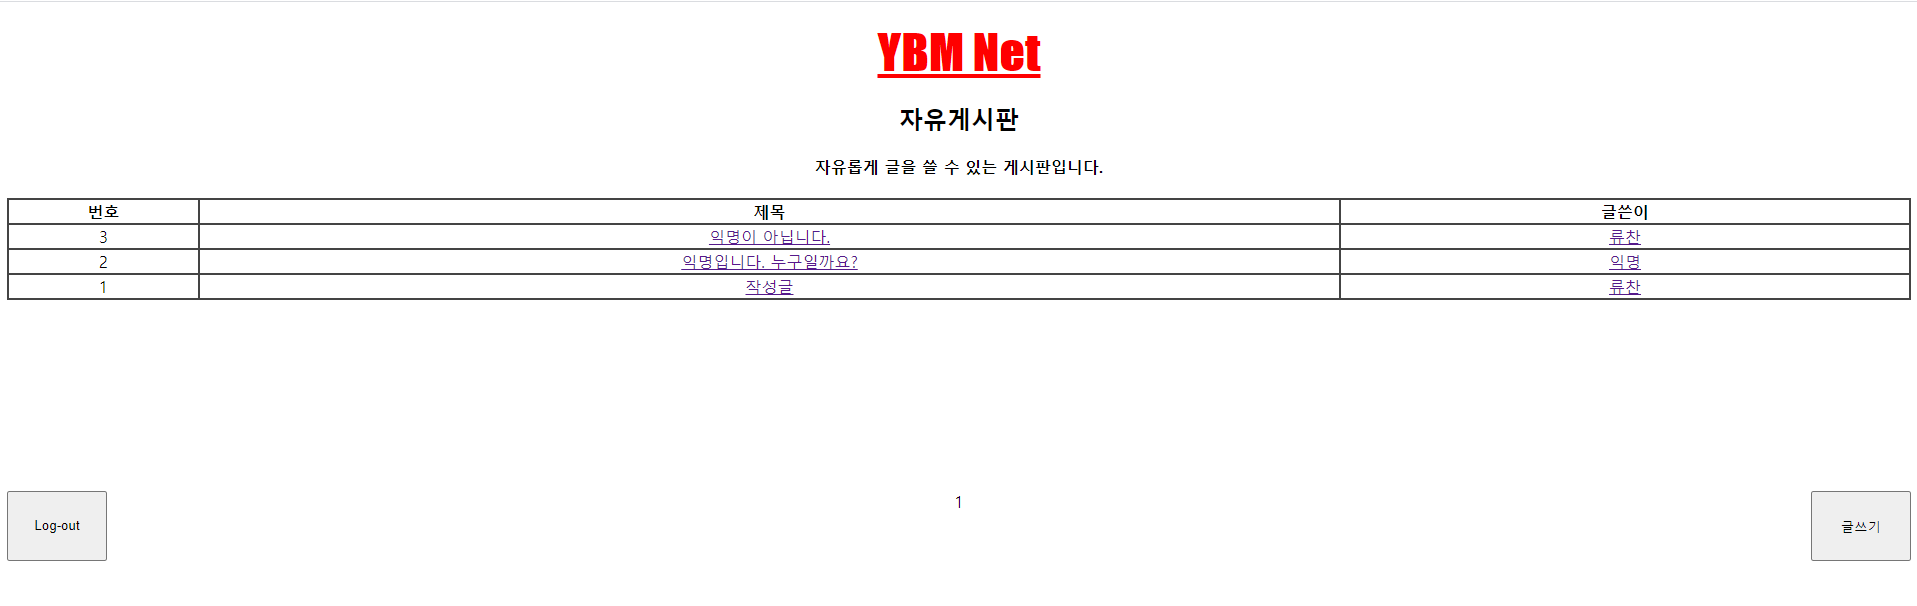 YBM Net
자유게시판
자유롭게 글을 쓸 수 있는 게시판입니다.
번호 제목 글쓴이
3 익명이 아닙니다. 류찬
2 익명입니다. 누구일까요? 익명
1 작성글 류찬
Log-out 1 글쓰기